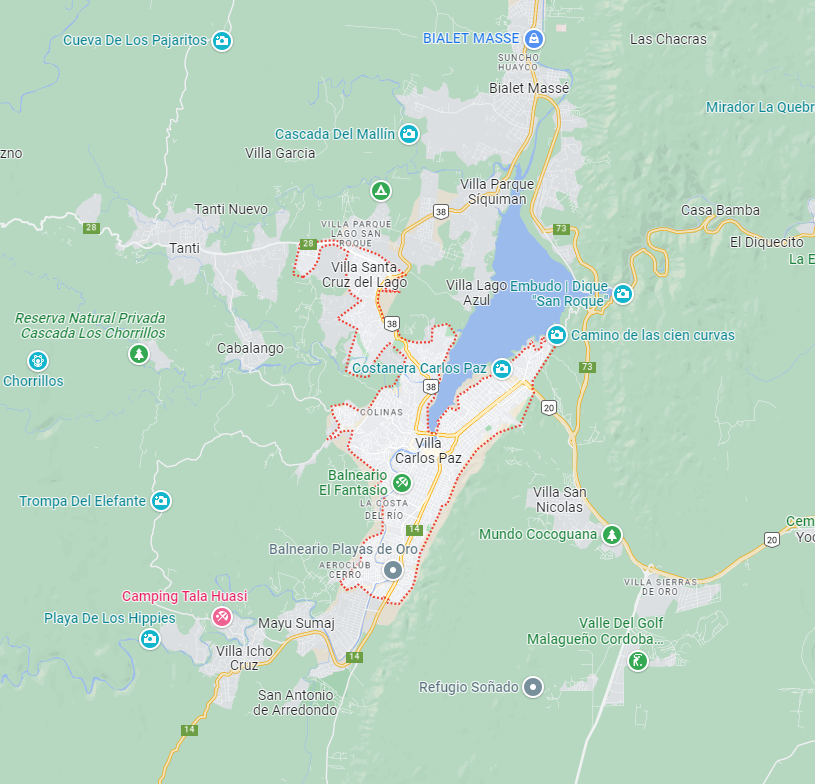 Cueva De Los Pajaritos
BIALET MASSE
Las Chacras
SUNCHO
HUAYCO
Bialet Massé
Mirador La Quebr
Cascada Del Mallín
zno
Villa Garcia
Villa Parque
Síquiman
Tanti Nuevo
38
Casa Bamba
28
VILLA PARQUE
LAGO SAN
ROQUE
73
28
Tanti
El Diquecito
La E
Villa Santa
Cruz del Lago
Villa Lago
Azul
Embudo | Dique
"San Roque"
Reserva Natural Privada
Cascada Los Chorrillos
38
Camino de las cien curvas
Cabalango
Chorrillos
Costanera Carlos Paz
73
38
20
COLINAS
Villa
Carlos Paz
Balneario
El Fantasio
LA COSTA
DEL RÍO
Villa San
Nicolas
Trompa Del Elefante
14
Mundo Cocoguana
Cem
Yoc
20
Balneario Playas de Oro.
AEROCLUB
CERRO
VILLA SIERRAS
DE ORO
Camping Tala Huasi
Playa De Los Hippies
Mayu Sumaj
Valle Del Golf
Malagueño Cordoba...
Villa Icho
Cruz
14
San Antonio
de Arredondo
Refugio Soñado
14